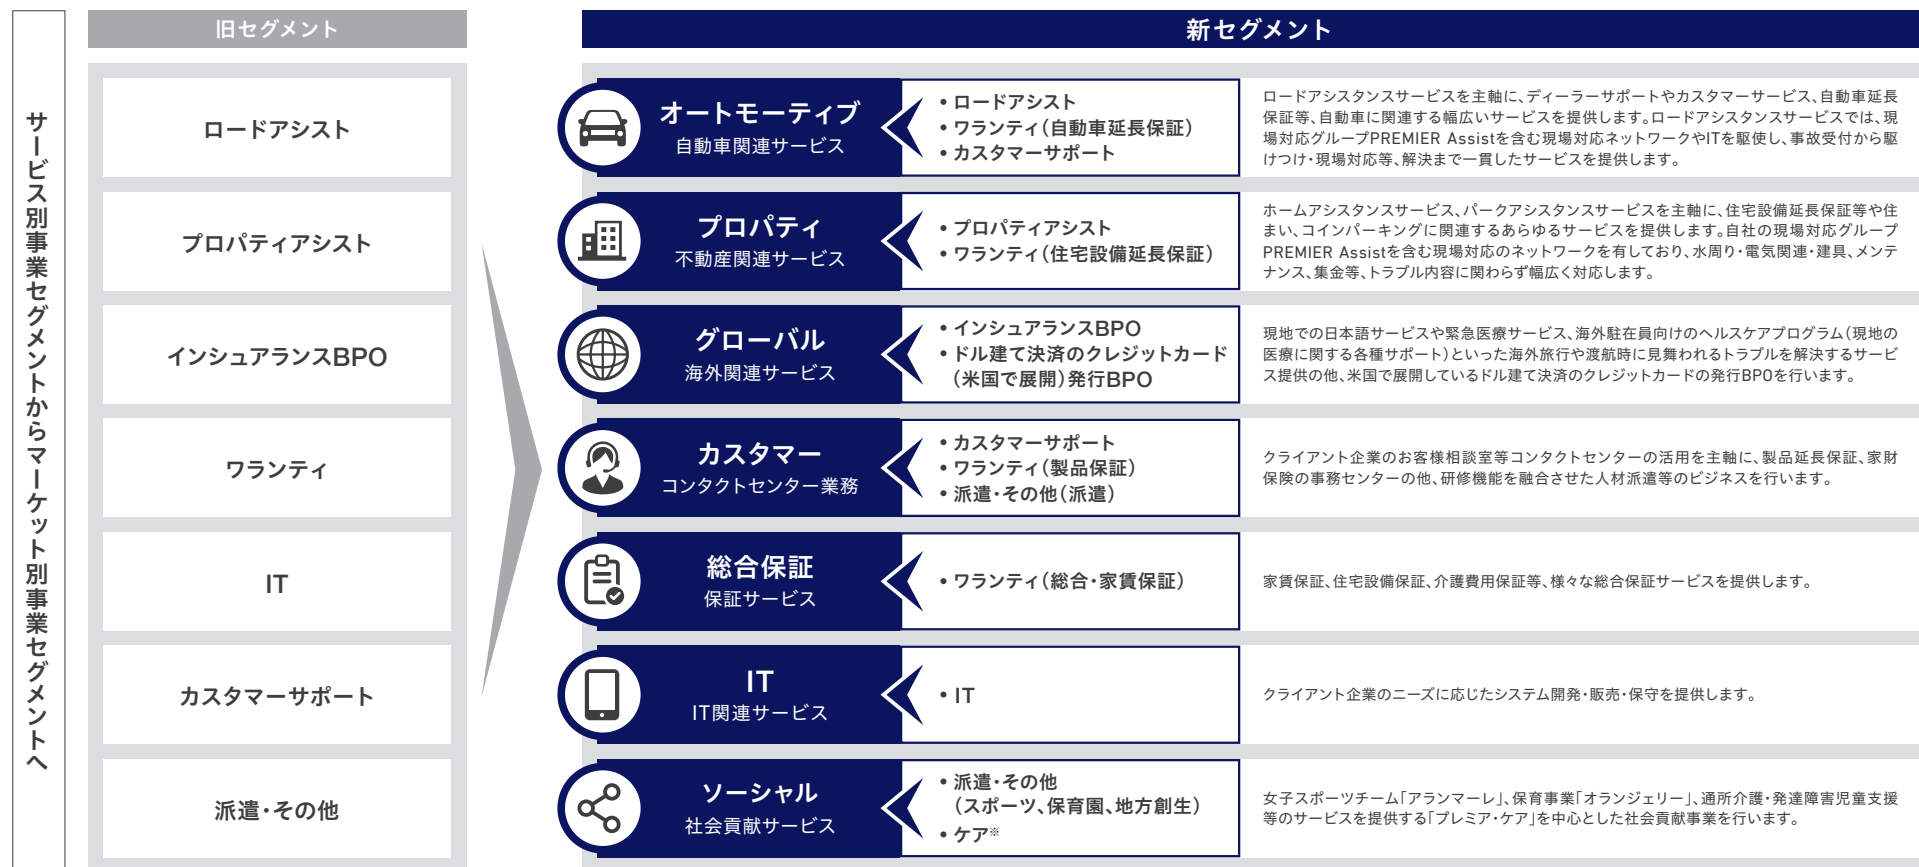 サービス別事業セグメントからマーケット別事業セグメントへ
旧セグメント
ロードアシスト
プロパティアシスト
インシュアランスBPO
ワランティ
IT
カスタマーサポート
派遣・その他
新セグメント
オートモーティブ
自動車関連サービス
• ロードアシスト
• ワランティ（自動車延長保証）
• カスタマーサポート
ロードアシスタンスサービスを主軸に、ディーラーサポートやカスタマーサービス、自動車延長
保証等、自動車に関連する幅広いサービスを提供します。ロードアシスタンスサービスでは、現
場対応グループPREMIER Assistを含む現場対応ネットワークやITを駆使し、事故受付から駆
けつけ・現場対応等、解決まで一貫したサービスを提供します。
プロパティ
不動産関連サービス
• プロパティアシスト
• ワランティ（住宅設備延長保証）
ホームアシスタンスサービス、パークアシスタンスサービスを主軸に、住宅設備延長保証等や住
まい、コインパーキングに関連するあらゆるサービスを提供します。自社の現場対応グループ
PREMIER Assistを含む現場対応のネットワークを有しており、水周り・電気関連・建具、メンテ
ナンス、集金等、トラブル内容に関わらず幅広く対応します。
グローバル
海外関連サービス
• インシュアランスBPO
• ドル建て決済のクレジットカード
（米国で展開）発行BPO
現地での日本語サービスや緊急医療サービス、海外駐在員向けのヘルスケアプログラム（現地の
医療に関する各種サポート）といった海外旅行や渡航時に見舞われるトラブルを解決するサービ
ス提供の他、米国で展開しているドル建て決済のクレジットカードの発行BPOを行います。
カスタマー
コンタクトセンター業務
• カスタマーサポート
• ワランティ（製品保証）
• 派遣・その他（派遣）
クライアント企業のお客様相談室等コンタクトセンターの活用を主軸に、製品延長保証、家財
保険の事務センターの他、研修機能を融合させた人材派遣等のビジネスを行います。
総合保証
保証サービス
• ワランティ（総合・家賃保証）
家賃保証、住宅設備保証、介護費用保証等、様々な総合保証サービスを提供します。
IT
IT関連サービス
• IT
クライアント企業のニーズに応じたシステム開発・販売・保守を提供します。
ソーシャル
社会貢献サービス
• 派遣・その他
（スポーツ、保育園、地方創生）
• ケア※
女子スポーツチーム「アランマーレ」、保育事業「オランジェリー」、通所介護・発達障害児童支援
等のサービスを提供する「プレミア・ケア」を中心とした社会貢献事業を行います。